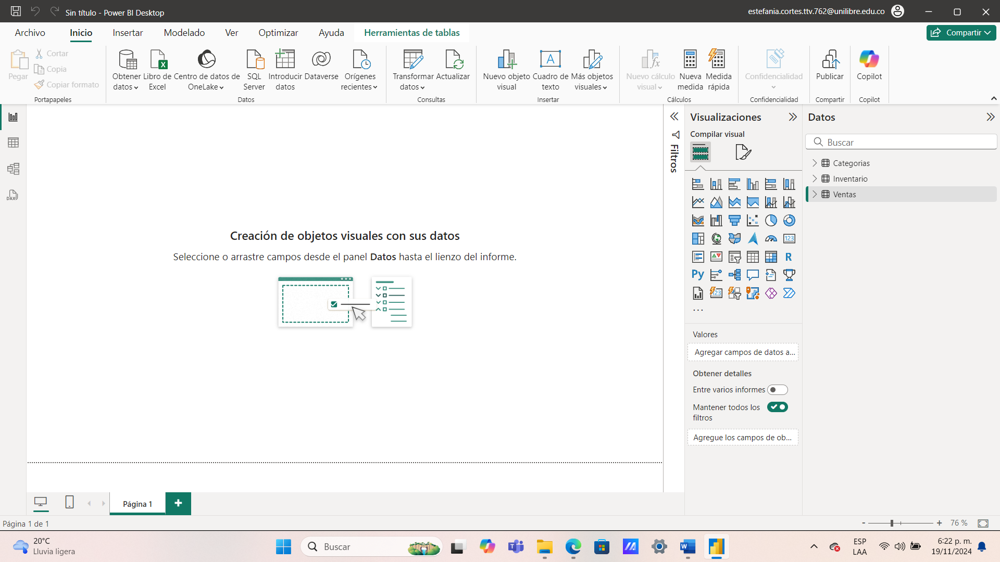 Sin título - Power BI Desktop
estefania.cortes.ttv.762@unilibre.edu.co
Archivo
Inicio
Insertar
Modelado
Ver
Optimizar
Ayuda
Herramientas de tablas
Compartir
Pegar
Cortar
Copia
Copiar formato
Portapapeles
Obtener datos
Libro de Excel
Centro de datos de OneLake
SQL Server
Introducir datos
Dataverse
Orígenes recientes
Datos
Transformar datos
Actualizar
Consultas
Nuevo objeto visual
Cuadro de texto
A
Más objetos visuales
Insertar
Nuevo cálculo visual
Nueva medida
Medida rápida
Cálculos
Confidencialidad
Confidencialidad
Publicar
Compartir
Copilot
Copilot
DAX
Creación de objetos visuales con sus datos
Seleccione o arrastre campos desde el panel Datos hasta el lienzo del informe.
Filtros
Visualizaciones
Compilar visual
123
R
Py
123
...
Valores
Agregar campos de datos a...
Obtener detalles
Entre varios informes
Mantener todos los
filtros
Agregue los campos de ob...
Datos
Buscar
Categorias
Inventario
Ventas
Página 1
Página 1 de 1
- + 76 %
20°C
Lluvia ligera
Buscar
ESP
LAA
6:22 p. m.
19/11/2024